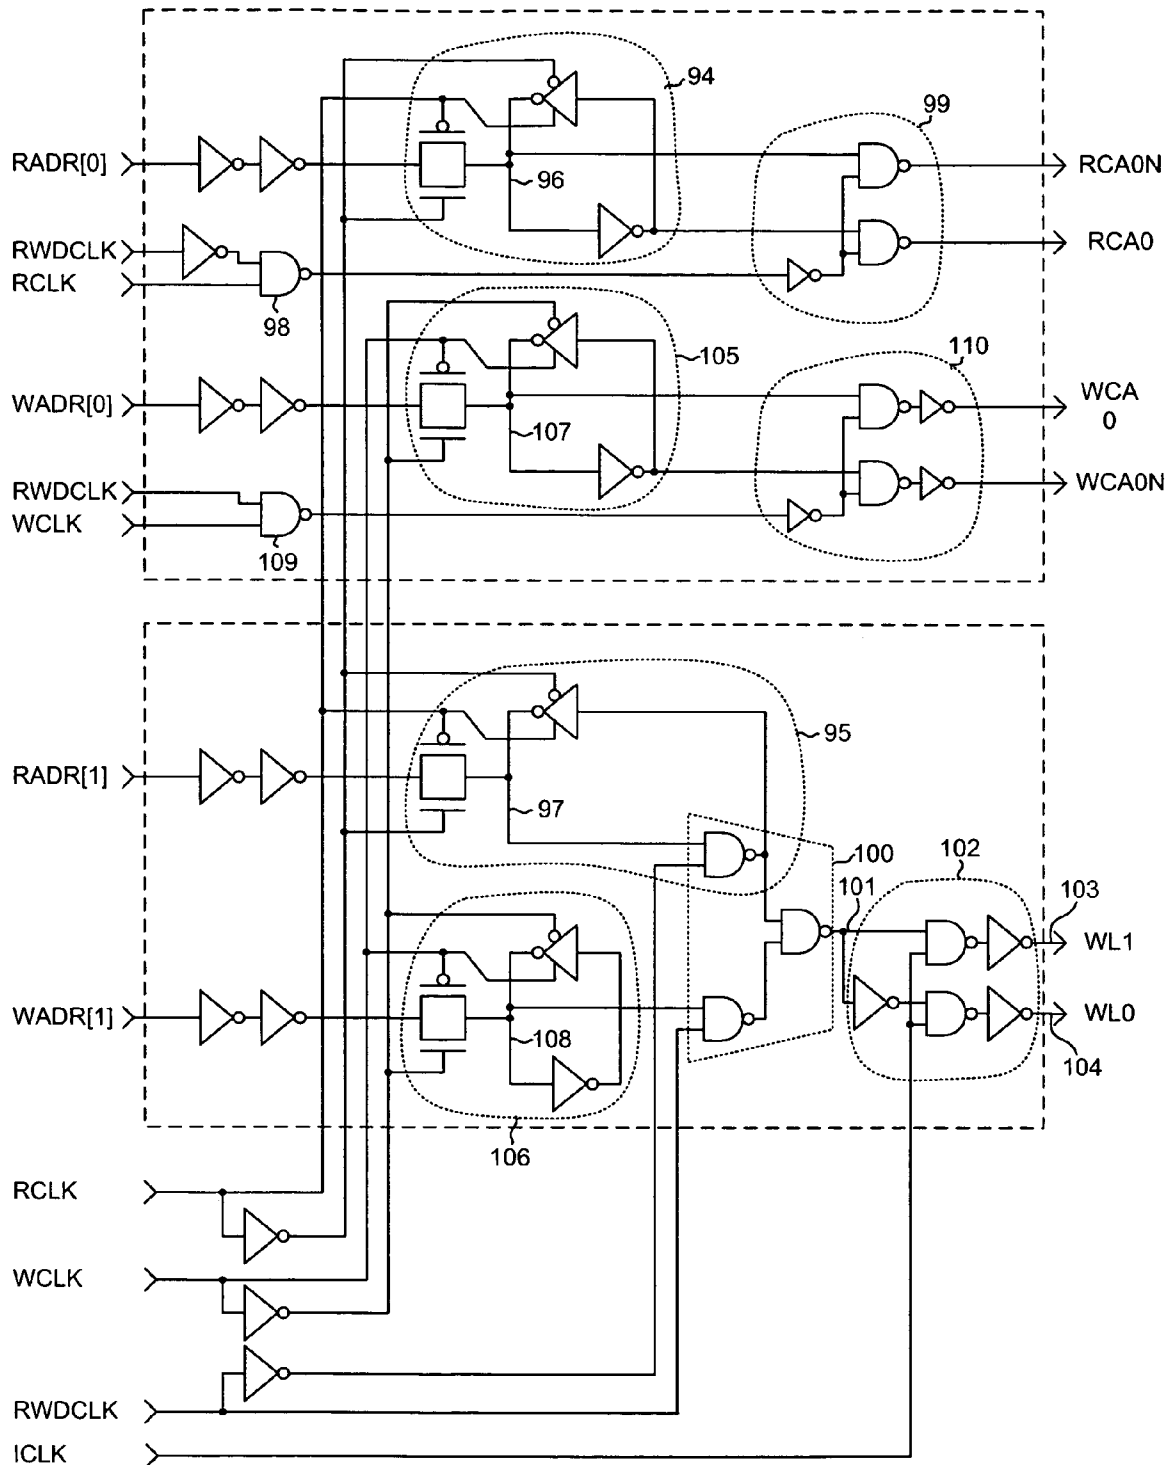 94
99
RADR[0]
RCA0N
96
RWDCLK
RCA0
RCLK
98
105
110
WADR[0]
WCA
0
107
RWDCLK
WCA0N
WCLK
109
95
RADR[1]
97
100
102
101
103
WL1
WADR[1]
108
WL0
104
106
RCLK
WCLK
RWDCLK
ICLK